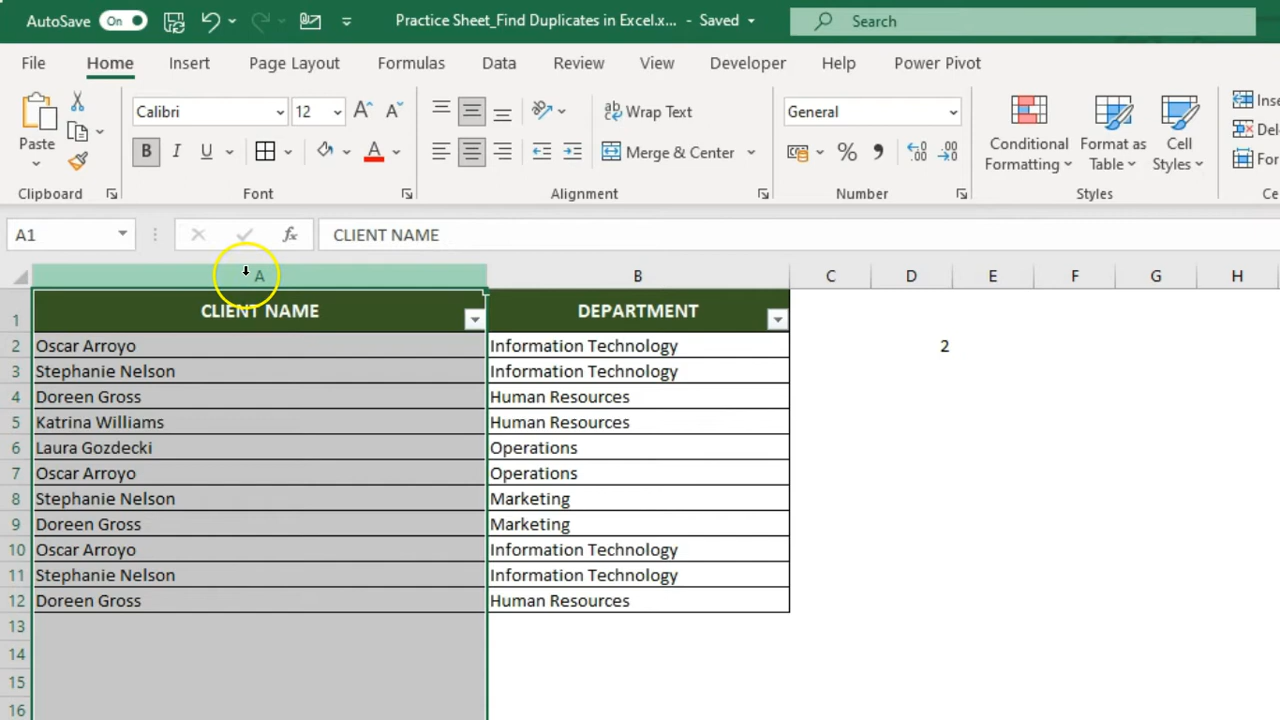 AutoSave On Practice Sheet_Find Duplicates in Excel.x... - Saved Search
File Home Insert Page Layout Formulas Data Review View Developer Help Power Pivot
Calibri 12 Wrap Text General
Paste B I U A Merge & Center % Conditional Formatting Format as Table Cell Styles
Clipboard Font Alignment Number Styles
A1 fx CLIENT NAME
A B C D E F G H
1 CLIENT NAME DEPARTMENT
2 Oscar Arroyo Information Technology 2
3 Stephanie Nelson Information Technology
4 Doreen Gross Human Resources
5 Katrina Williams Human Resources
6 Laura Gozdecki Operations
7 Oscar Arroyo Operations
8 Stephanie Nelson Marketing
9 Doreen Gross Marketing
10 Oscar Arroyo Information Technology
11 Stephanie Nelson Information Technology
12 Doreen Gross Human Resources
13
14
15
16